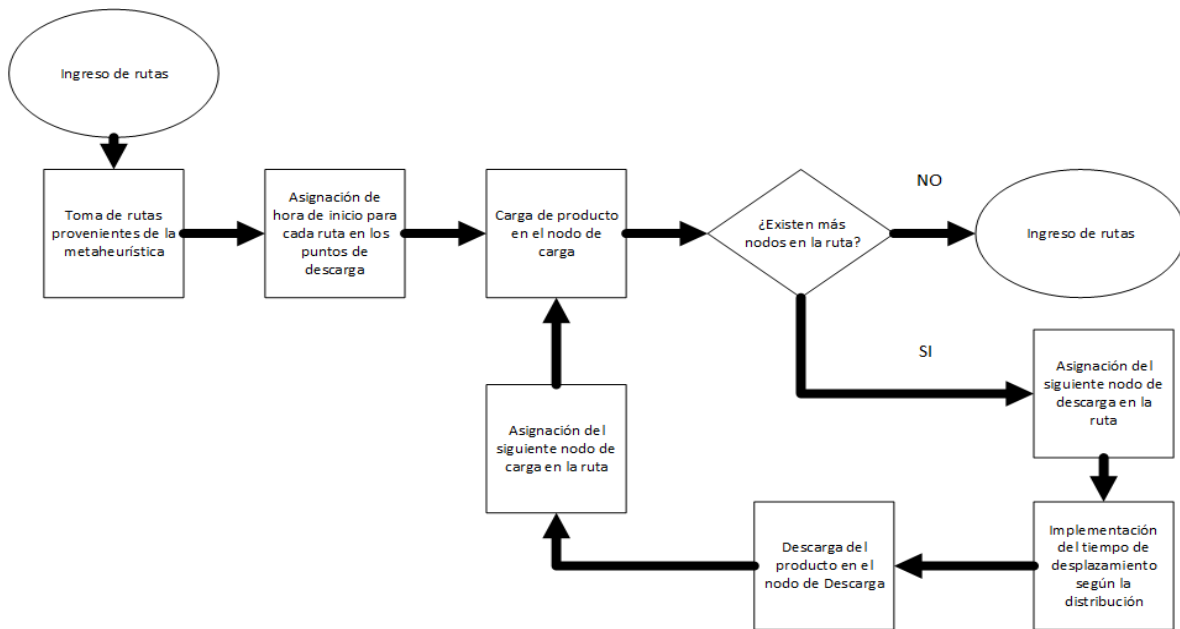 Ingreso de rutas
Toma de rutas
provenientes de la
metaheurística
Asignación de
hora de inicio para
cada ruta en los
puntos de
descarga
Carga de producto
en el nodo de
carga
¿Existen más
nodos en la ruta?
NO
Ingreso de rutas
SI
Asignación del
siguiente nodo de
descarga en la
ruta
Implementación
del tiempo de
desplazamiento
según la
distribución
Descarga del
producto en el
nodo de Descarga
Asignación del
siguiente nodo de
carga en la ruta